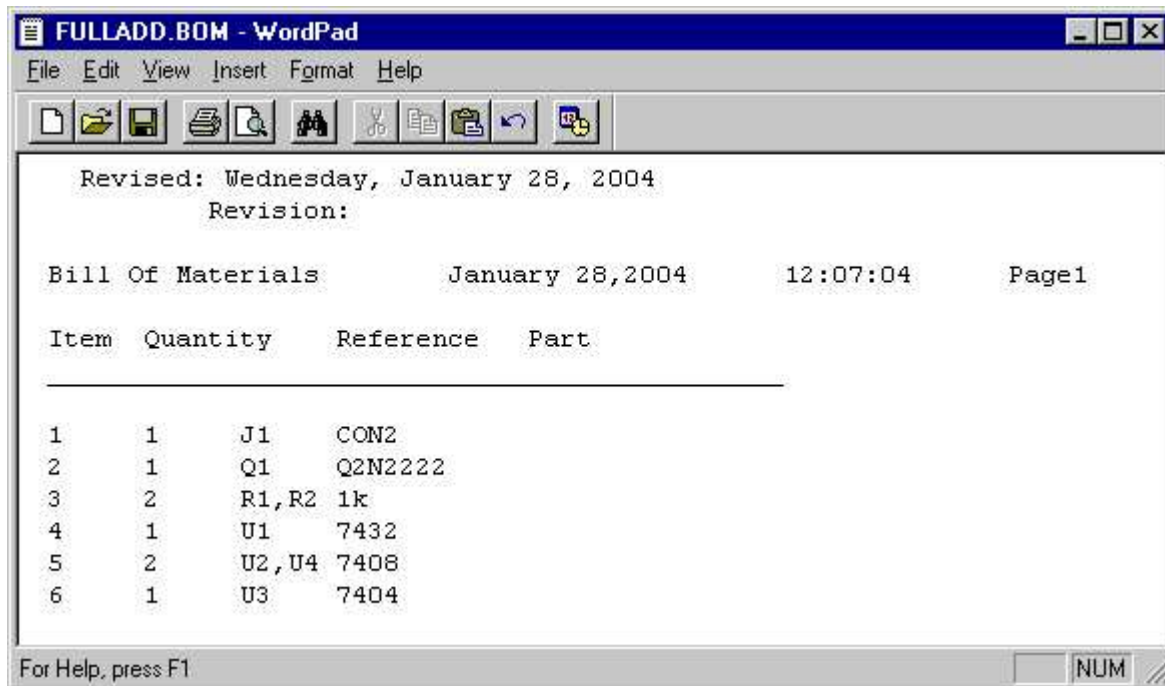 FULLADD.BOM - WordPad
File Edit View Insert Format Help
Revised: Wednesday, January 28, 2004
Revision:
Bill Of Materials January 28,2004 12:07:04 Page1
Item Quantity Reference Part
1 1 J1 CON2
2 1 Q1 Q2N2222
3 2 R1,R2 1k
4 1 U1 7432
5 2 U2,U4 7408
6 1 U3 7404
For Help, press F1 NUM